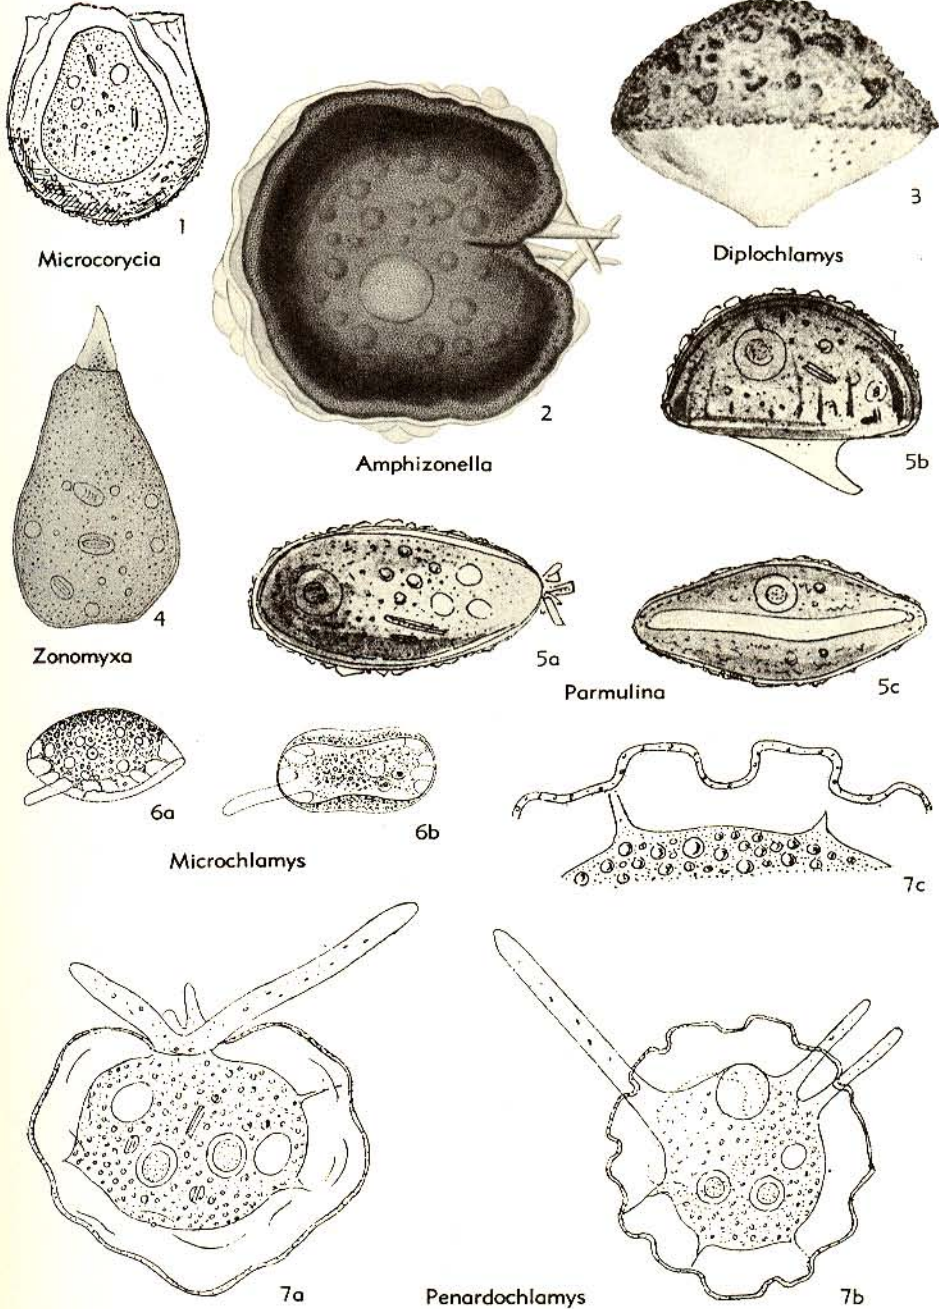 1
Microcorycia
2
Amphizonella
3
Diplochlamys
4
Zonomyxa
5b
5a
Parmulina
5c
6a
6b
Microchlamys
7c
7a
Penardochlamys
7b